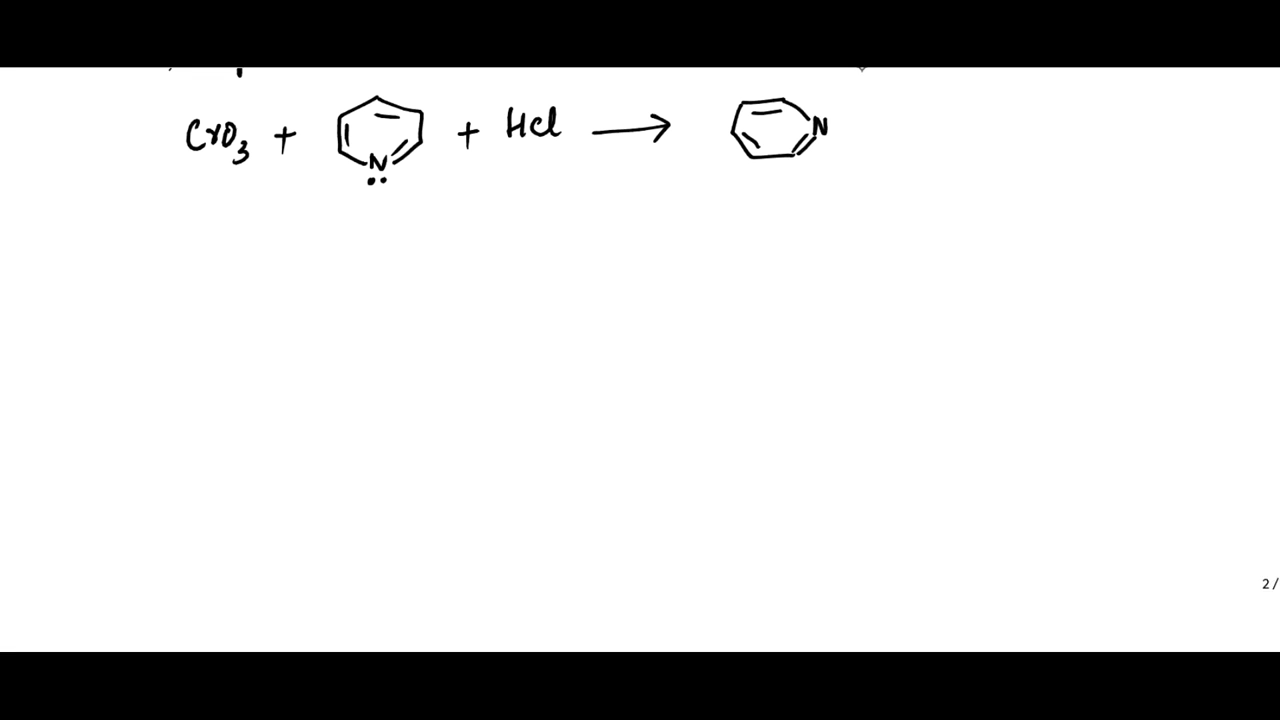 CrO3 + N + HCl → N
2/